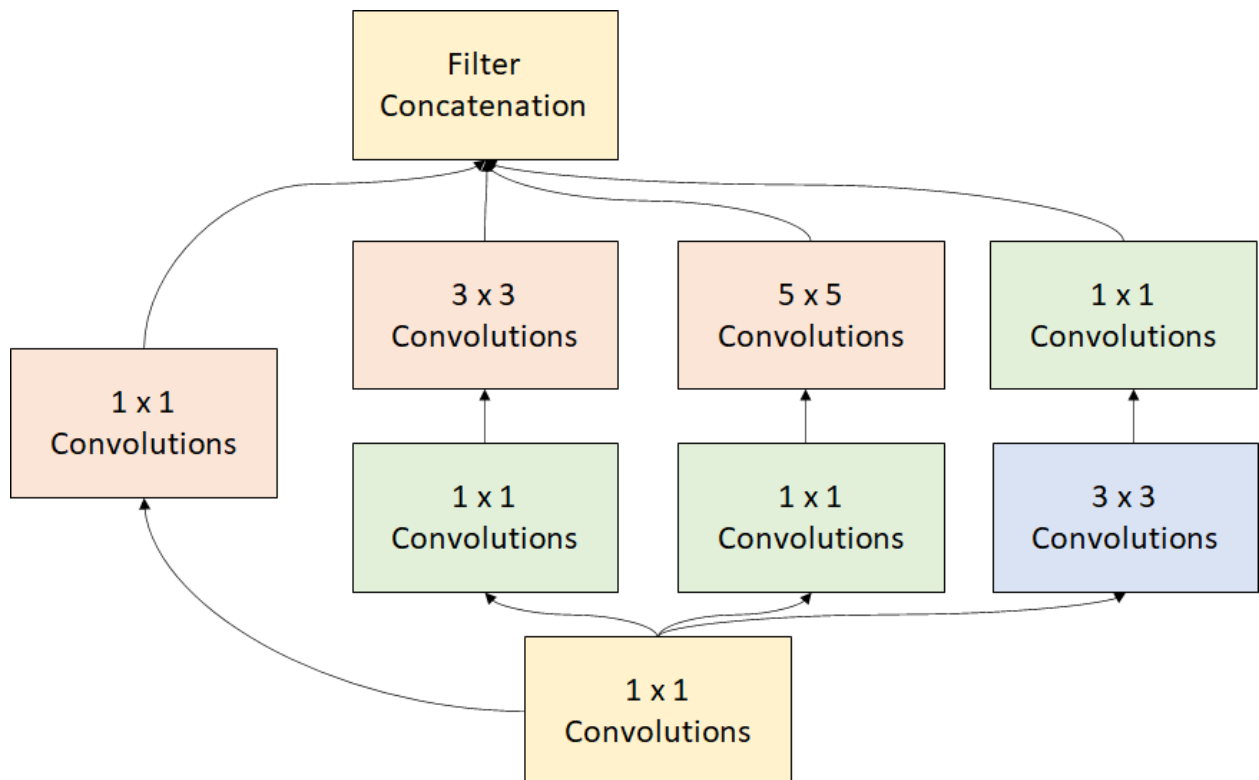 Filter
Concatenation
3 x 3
Convolutions
5 x 5
Convolutions
1 x 1
Convolutions
1 x 1
Convolutions
1 x 1
Convolutions
1 x 1
Convolutions
3 x 3
Convolutions
1 x 1
Convolutions